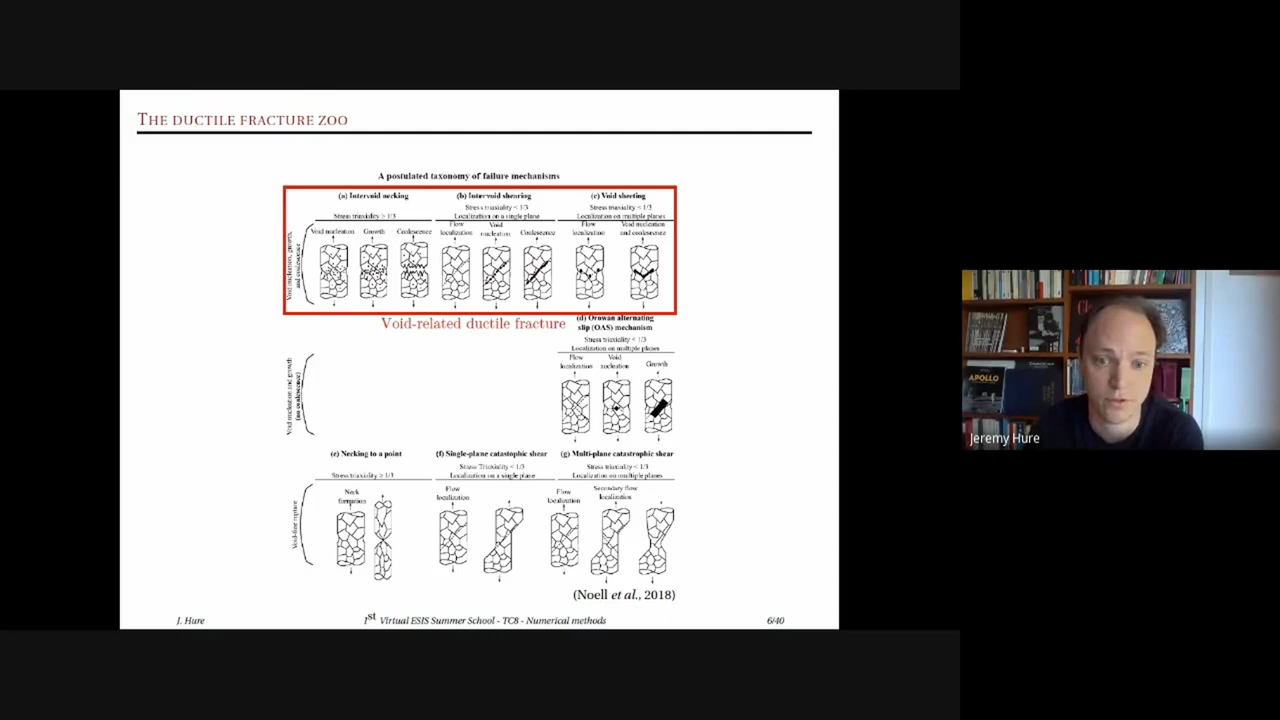 THE DUCTILE FRACTURE ZOO
A postulated taxonomy of failure mechanisms
(a) Intervoid necking
Stress triaxiality > 1/3
Void nucleation
Growth
Coalescence
(b) Intervoid shearing
Stress triaxiality < 1/3
Localization on a single plane
Flow
localization
Void
nucleation
Coalescence
(c) Void sheeting
Stress triaxiality < 1/3
Localization on multiple planes
Flow
localization
Void nucleation
and coalescence
Void nucleation, growth,
and coalescence
Void-related ductile fracture
(d) Orowan alternating
slip (OAS) mechanism
Stress triaxiality < 1/3
Localization on multiple planes
Flow
localization
Void
nucleation
Growth
Void nucleation and growth
(no coalescence)
(e) Necking to a point
Stress triaxiality ≥ 1/3
Neck
formation
(f) Single-plane catastophic shear
Stress Triaxiality < 1/3
Localization on a single plane
Flow
localization
(g) Multi-plane catastrophic shear
Stress triaxiality < 1/3
Localization on multiple planes
Flow
localization
Secondary flow
localization
Void-free rupture
(Noell et al., 2018)
J. Hure
1st Virtual ESIS Summer School - TC8 - Numerical methods
6/40
APOLLO
Jeremy Hure